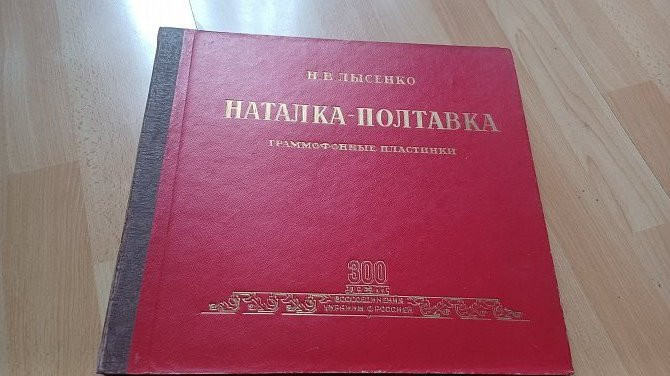 Н. В. ЛЫСЕНКО
НАТАЛКА-ПОЛТАВКА
ГРАММОФОННЫЕ ПЛАСТИНКИ
300
ВОССОЕДИНЕНИЯ
УКРАИНЫ С РОССИЕЙ